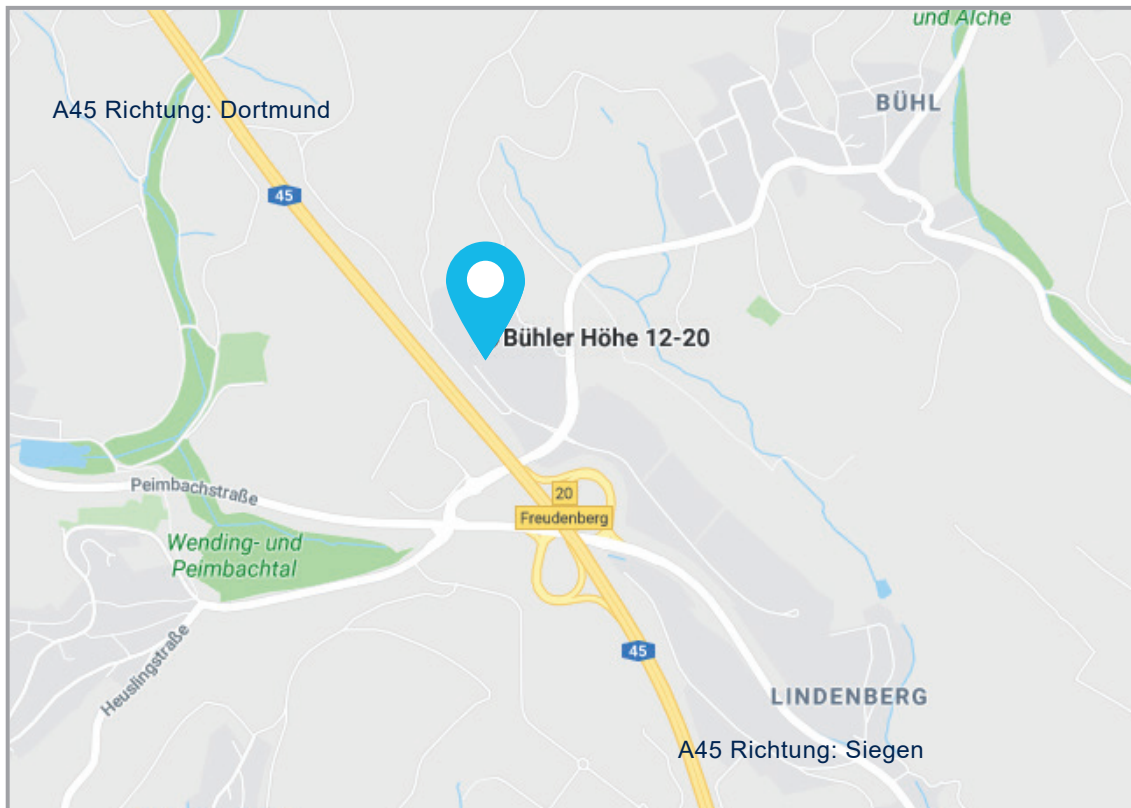 und Alche
BÜHL
A45 Richtung: Dortmund
45
Bühler Höhe 12-20
Peimbachstraße
20
Freudenberg
Wending- und
Peimbachtal
Heuslingstraße
45
LINDENBERG
A45 Richtung: Siegen